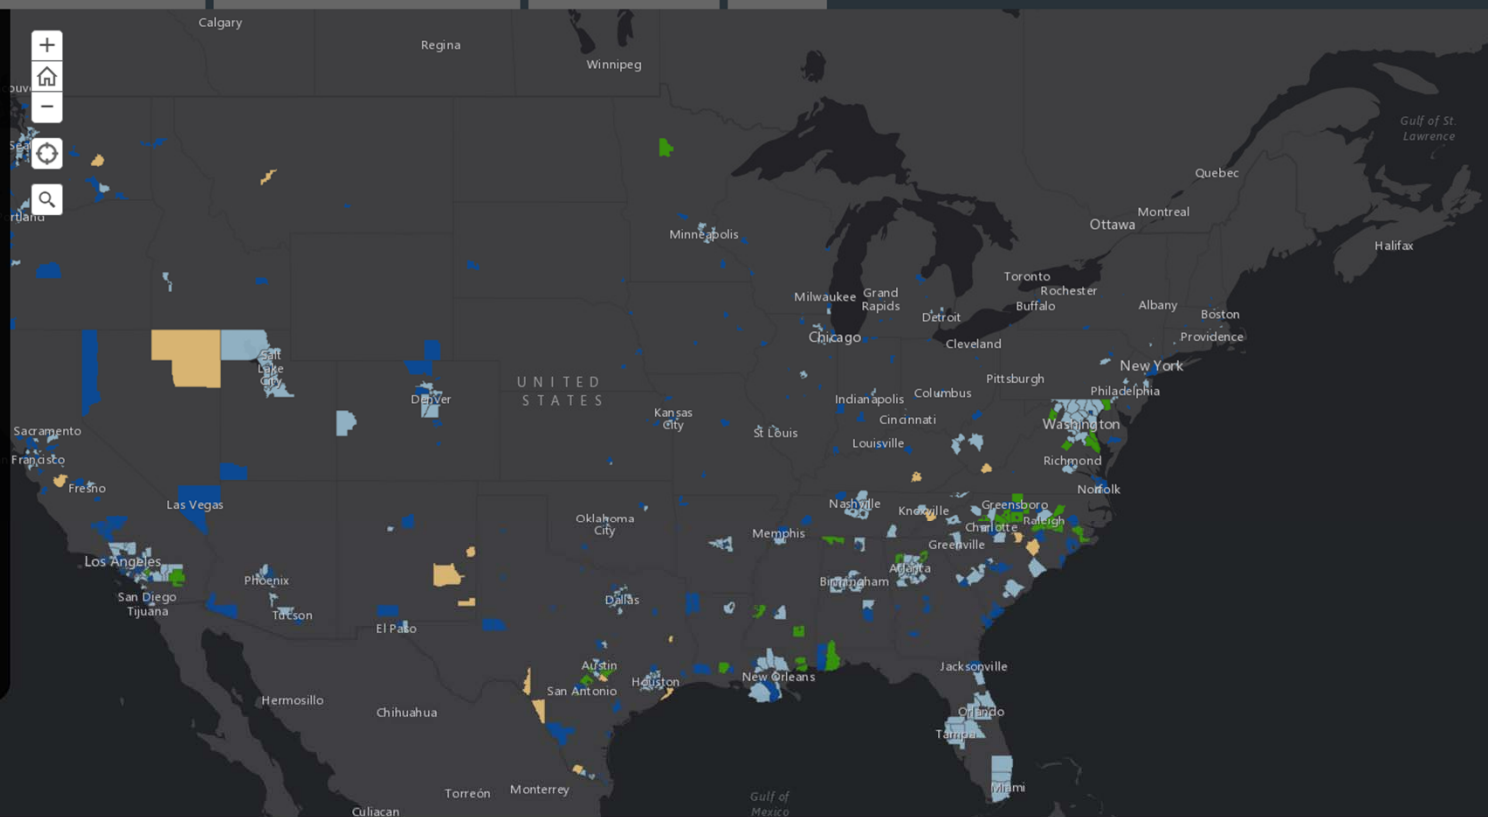 Calgary
Regina
Winnipeg
Gulf of St.
Lawrence
Quebec
Montreal
Ottawa
Halifax
Minneapolis
Toronto
Rochester
Buffalo
Albany
Boston
Providence
Milwaukee
Grand
Rapids
Detroit
Chicago
Cleveland
New York
Salt
Lake
City
UNITED
STATES
Denver
Pittsburgh
Philadelphia
Indianapolis
Columbus
Cincinnati
Washington
Kansas
City
St Louis
Louisville
Sacramento
Francisco
Fresno
Richmond
Norfolk
Las Vegas
Nashville
Knoxville
Greensboro
Raleigh
Charlotte
Oklahoma
City
Memphis
Greenville
Los Angeles
Phoenix
Birmingham
Atlanta
San Diego
Tijuana
Tucson
El Paso
Dallas
Austin
San Antonio
Houston
New Orleans
Jacksonville
Hermosillo
Chihuahua
Orlando
Tampa
Miami
Torreón
Monterrey
Culiacan
Gulf of
Mexico